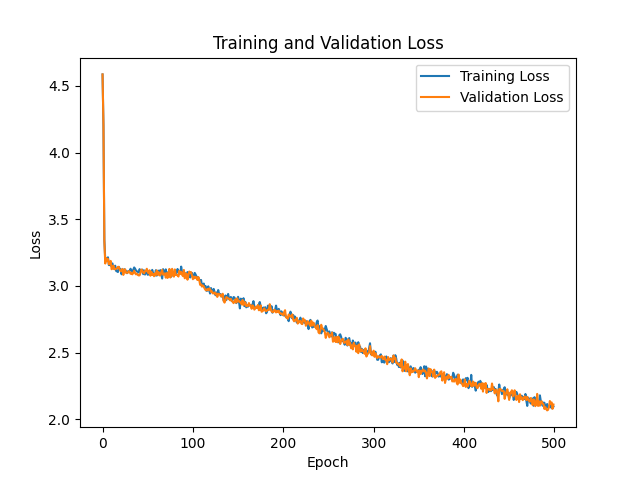 Training and Validation Loss
Training Loss
Validation Loss
4.5
4.0
3.5
3.0
2.5
2.0
Loss
0 100 200 300 400 500
Epoch